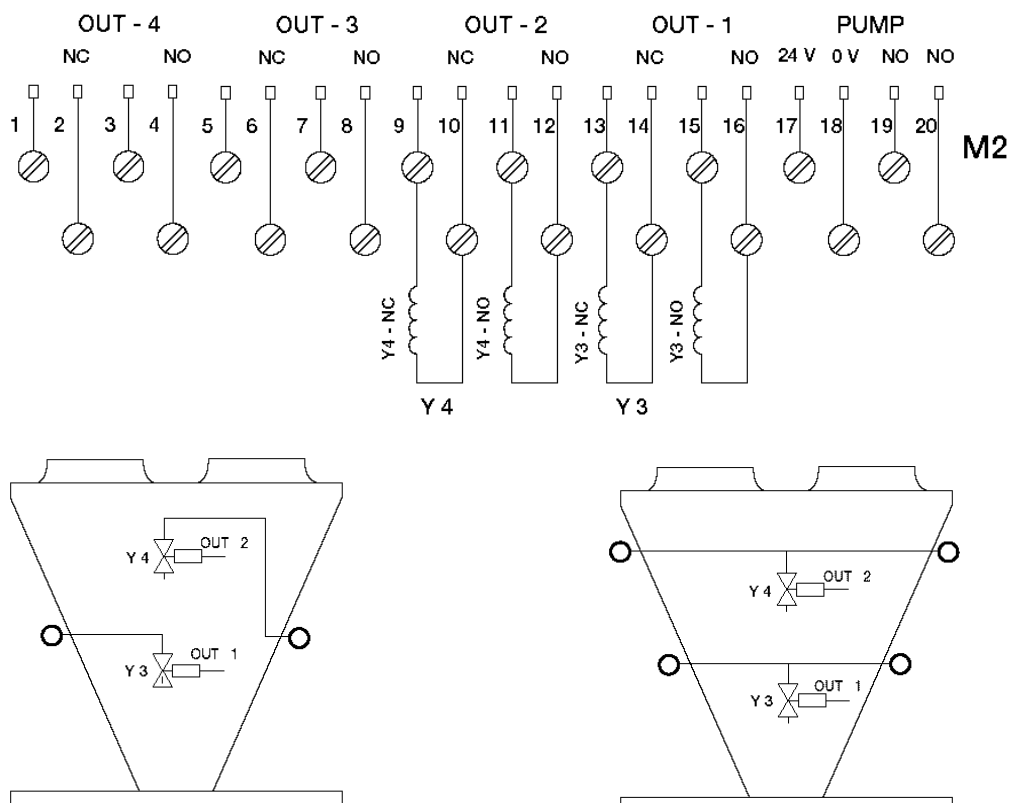 OUT - 4 OUT - 3 OUT - 2 OUT - 1 PUMP
NC NO NC NO NC NO NC NO 24 V 0 V NO NO
1 2 3 4 5 6 7 8 9 10 11 12 13 14 15 16 17 18 19 20
M2
Y4 - NC
Y4 - NO
Y3 - NC
Y3 - NO
Y 4 Y 3
Y 4 OUT 2
Y 3 OUT 1
Y 4 OUT 2
Y 3 OUT 1